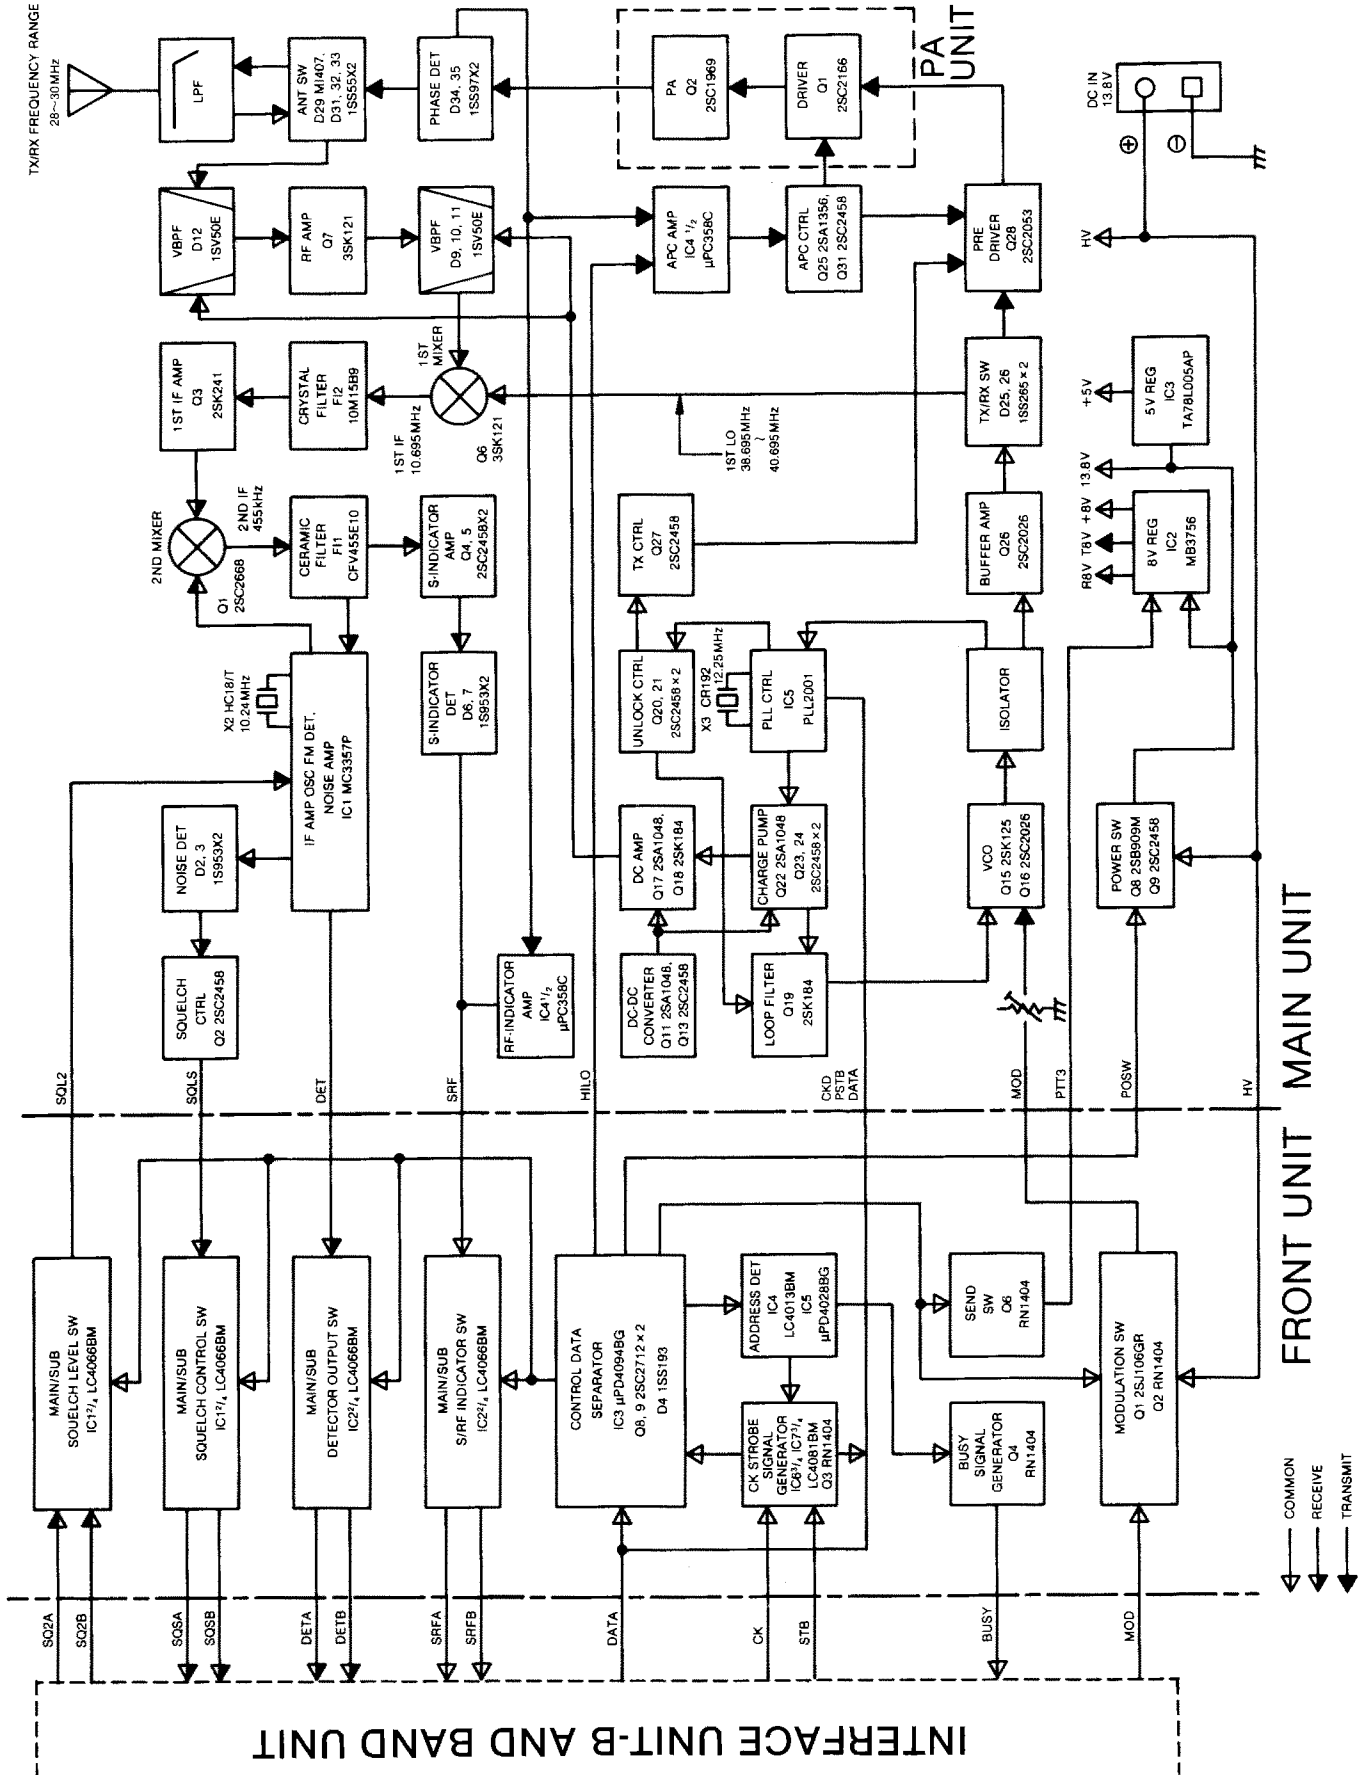 TX/RX FREQUENCY RANGE
28~30MHz
LPF
ANT SW
D29 MI407,
D31, 32, 33
1SS55X2
PHASE DET
D34, 35
1SS97X2
PA
Q2
2SC1969
DRIVER
Q1
2SC2166
PA
UNIT
DC IN
13.8V
⊕
⊖
VBPF
D12
1SV50E
RF AMP
Q7
3SK121
VBPF
D9, 10, 11
1SV50E
APC AMP
IC4 1/2
µPC358C
APC CTRL
Q25 2SA1356,
Q31 2SC2458
PRE
DRIVER
Q28
2SC2053
HV
1ST IF AMP
Q3
2SK241
CRYSTAL
FILTER
FI2
10M15B9
1ST IF
10.695MHz
1ST
MIXER
Q6
3SK121
1ST LO
38.695MHz
~
40.695MHz
TX/RX SW
D25, 26
1SS265×2
+5V
5V REG
IC3
TA78L005AP
2ND MIXER
Q1
2SC2668
2ND IF
455kHz
CERAMIC
FILTER
FI1
CFV455E10
S-INDICATOR
AMP
Q4, 5
2SC2458X2
TX CTRL
Q27
2SC2458
BUFFER AMP
Q26
2SC2026
R8V T8V +8V 13.8V
8V REG
IC2
MB3756
X2 HC18/T
10.24MHz
IF AMP OSC FM DET.
NOISE AMP
IC1 MC3357P
S-INDICATOR
DET
D6, 7
1S953X2
UNLOCK CTRL
Q20, 21
2SC2458×2
X3 CR192
12.25MHz
PLL CTRL
IC5
PLL2001
ISOLATOR
NOISE DET
D2, 3
1S953X2
DC AMP
Q17 2SA1048,
Q18 2SK184
CHARGE PUMP
Q22 2SA1048
Q23, 24
2SC2458×2
VCO
Q15 2SK125
Q16 2SC2026
POWER SW
Q8 2SB909M
Q9 2SC2458
SQUELCH
CTRL
Q2 2SC2458
RF-INDICATOR
AMP
IC4 1/2
µPC358C
DC-DC
CONVERTER
Q11 2SA1048,
Q13 2SC2458
LOOP FILTER
Q19
2SK184
MAIN UNIT
SQL2
SQLS
DET
SRF
HILO
CKD
PSTB
DATA
MOD
PTT3
POSW
HV
FRONT UNIT
MAIN/SUB
SOUELCH LEVEL SW
IC1 2/4 LC4066BM
MAIN/SUB
SQUELCH CONTROL SW
IC1 2/4 LC4066BM
MAIN/SUB
DETECTOR OUTPUT SW
IC2 2/4 LC4066BM
MAIN/SUB
S/RF INDICATOR SW
IC2 2/4 LC4066BM
CONTROL DATA
SEPARATOR
IC3 µPD4094BG
Q8, 9 2SC2712×2
D4 1SS193
ADDRESS DET
IC4
LC4013BM
IC5
µPD4028BG
SEND
SW
Q6
RN1404
CK STROBE
SIGNAL
GENERATOR
IC6 3/4 IC7 3/4
LC4081BM
Q3 RN1404
BUSY
SIGNAL
GENERATOR
Q4
RN1404
MODULATION SW
Q1 2SJ106GR
Q2 RN1404
COMMON
RECEIVE
TRANSMIT
SQ2A
SQ2B
SQSA
SQSB
DETA
DETB
SRFA
SRFB
DATA
CK
STB
BUSY
MOD
INTERFACE UNIT-B AND BAND UNIT